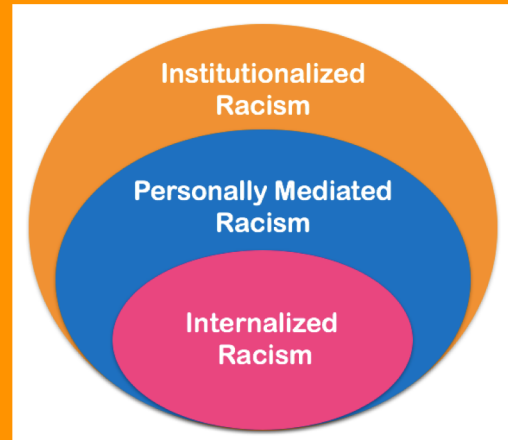 Institutionalized
Racism
Personally Mediated
Racism
Internalized
Racism